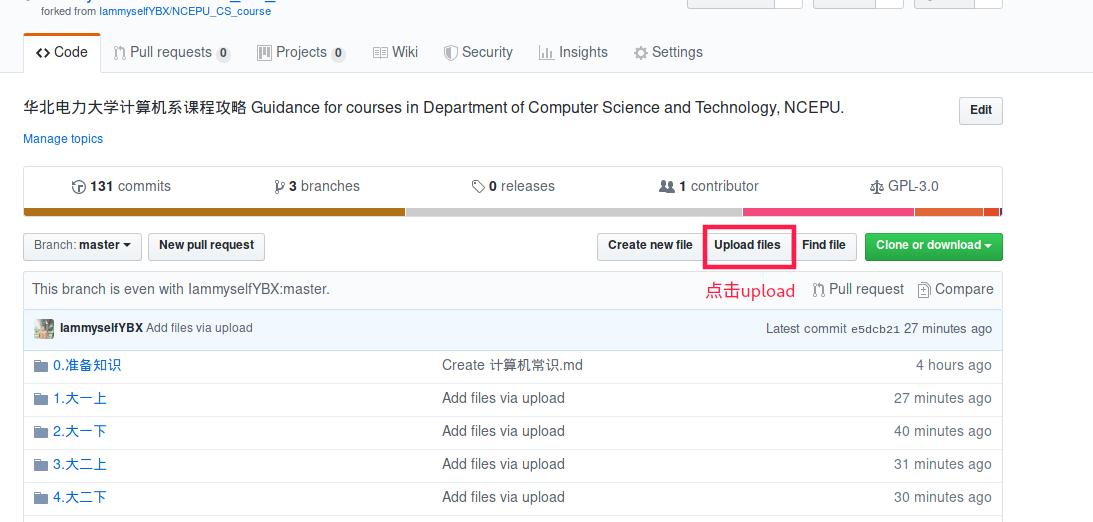 forked from IammyselfYBX/NCEPU_CS_course
Code Pull requests 0 Projects 0 Wiki Security Insights Settings
华北电力大学计算机系课程攻略 Guidance for courses in Department of Computer Science and Technology, NCEPU.
Edit
Manage topics
131 commits 3 branches 0 releases 1 contributor GPL-3.0
Branch: master New pull request Create new file Upload files Find file Clone or download
This branch is even with IammyselfYBX:master. 点击upload Pull request Compare
IammyselfYBX Add files via upload Latest commit e5dcb21 27 minutes ago
0.准备知识 Create 计算机常识.md 4 hours ago
1.大一上 Add files via upload 27 minutes ago
2.大一下 Add files via upload 40 minutes ago
3.大二上 Add files via upload 31 minutes ago
4.大二下 Add files via upload 30 minutes ago